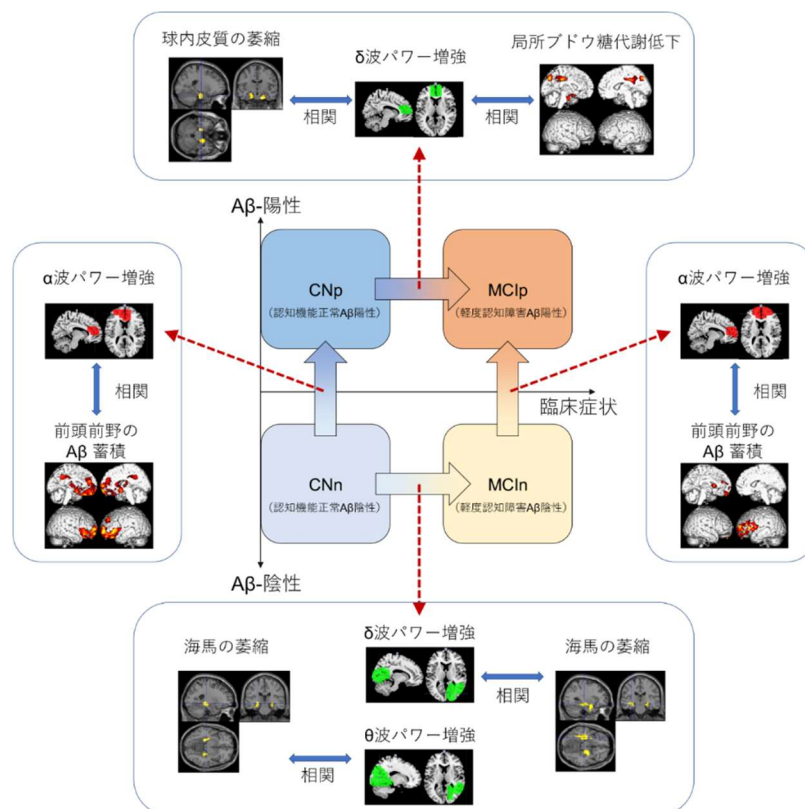 球内皮質の萎縮
δ波パワー増強
局所ブドウ糖代謝低下
相関
相関
Aβ-陽性
α波パワー増強
相関
前頭前野の
Aβ 蓄積
CNp
(認知機能正常Aβ陽性)
MCIp
(軽度認知障害Aβ陽性)
臨床症状
CNn
(認知機能正常Aβ陰性)
MCIn
(軽度認知障害Aβ陰性)
α波パワー増強
相関
前頭前野の
Aβ 蓄積
Aβ-陰性
海馬の萎縮
δ波パワー増強
海馬の萎縮
相関
θ波パワー増強
相関